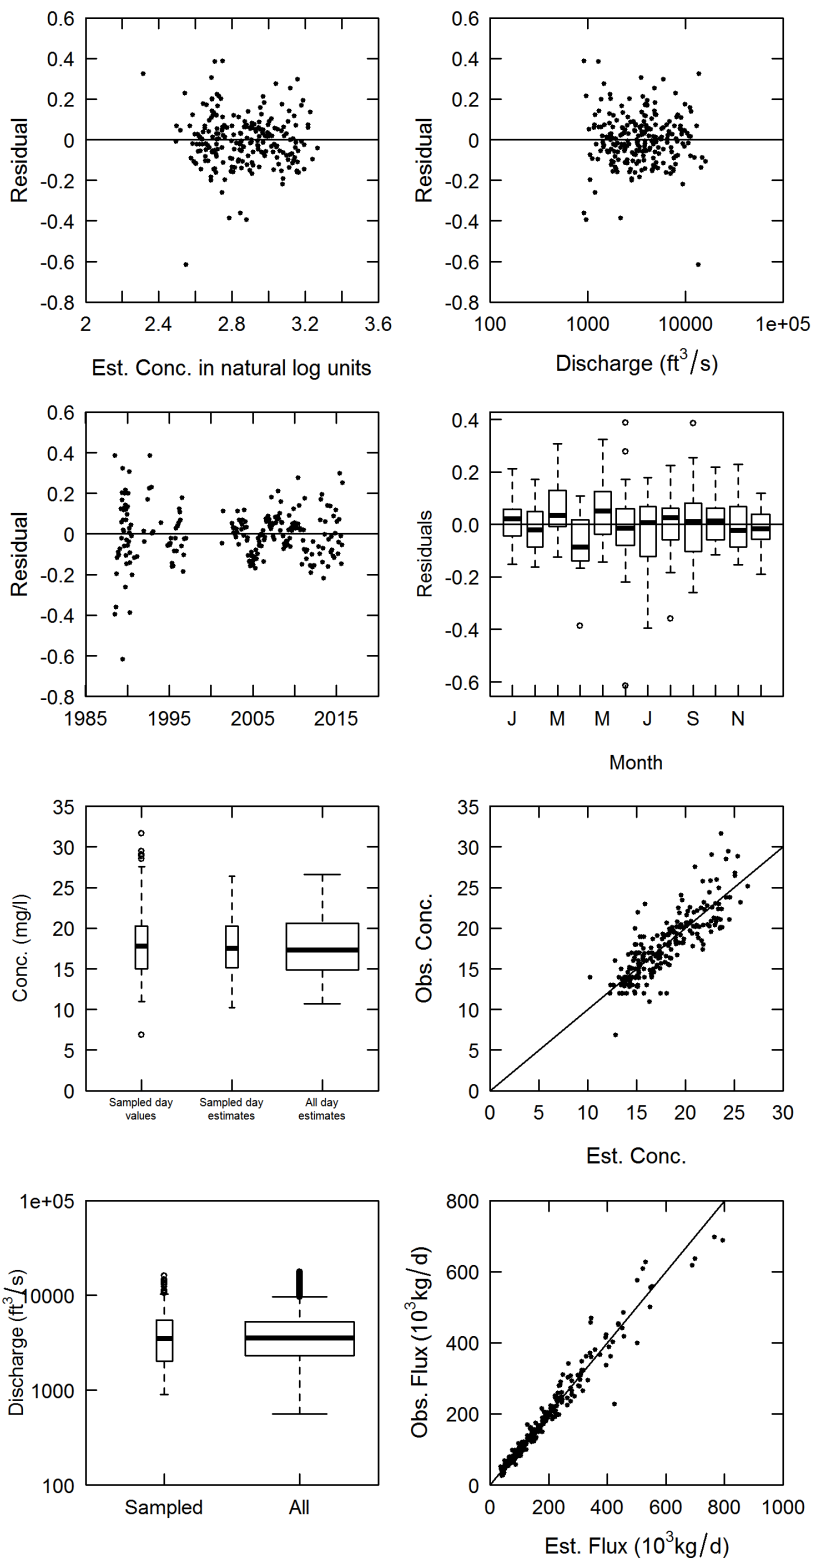 0.6
0.4
0.2
0
-0.2
-0.4
-0.6
-0.8
Residual
2 2.4 2.8 3.2 3.6
Est. Conc. in natural log units
0.6
0.4
0.2
0
-0.2
-0.4
-0.6
-0.8
Residual
100 1000 10000 1e+05
Discharge (ft³/s)
0.6
0.4
0.2
0
-0.2
-0.4
-0.6
-0.8
Residual
1985 1995 2005 2015
0.4
0.2
0.0
-0.2
-0.4
-0.6
Residuals
J M M J S N
Month
35
30
25
20
15
10
5
0
Conc. (mg/l)
Sampled day Sampled day All day
values estimates estimates
35
30
25
20
15
10
5
0
Obs. Conc.
0 5 10 15 20 25 30
Est. Conc.
1e+05
10000
1000
100
Discharge (ft³/s)
Sampled All
800
600
400
200
0
Obs. Flux (10³kg/d)
0 200 400 600 800 1000
Est. Flux (10³kg/d)